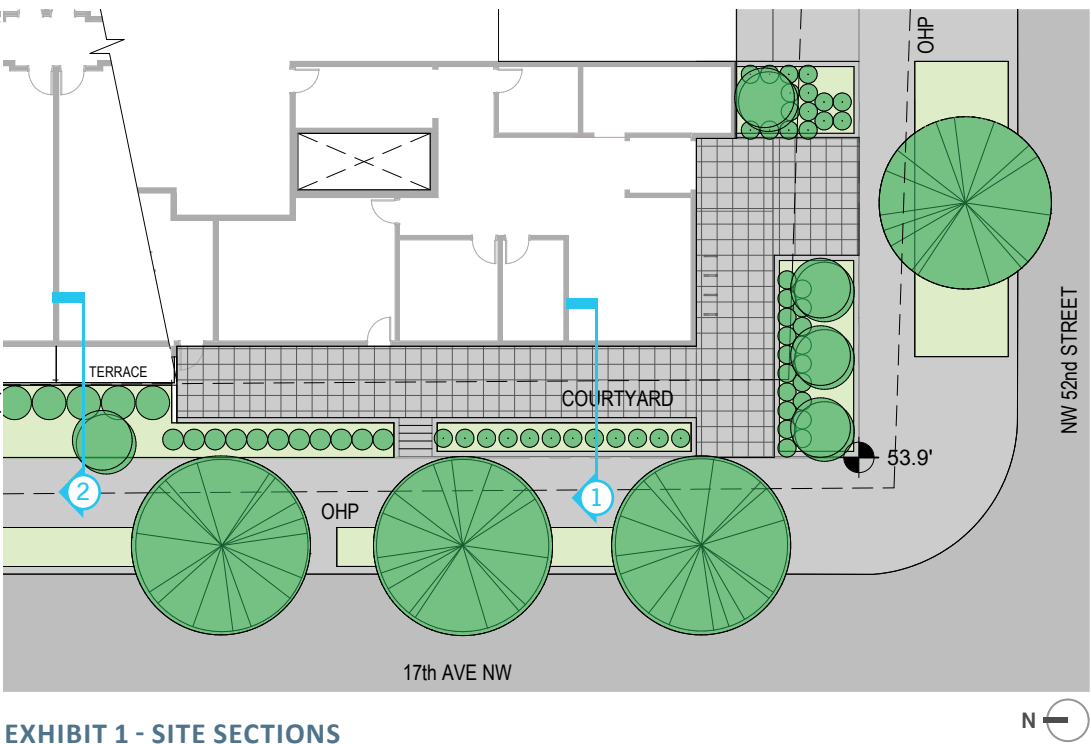 OHP
TERRACE
COURTYARD
NW 52nd STREET
53.9'
2
1
OHP
17th AVE NW
EXHIBIT 1 - SITE SECTIONS
N